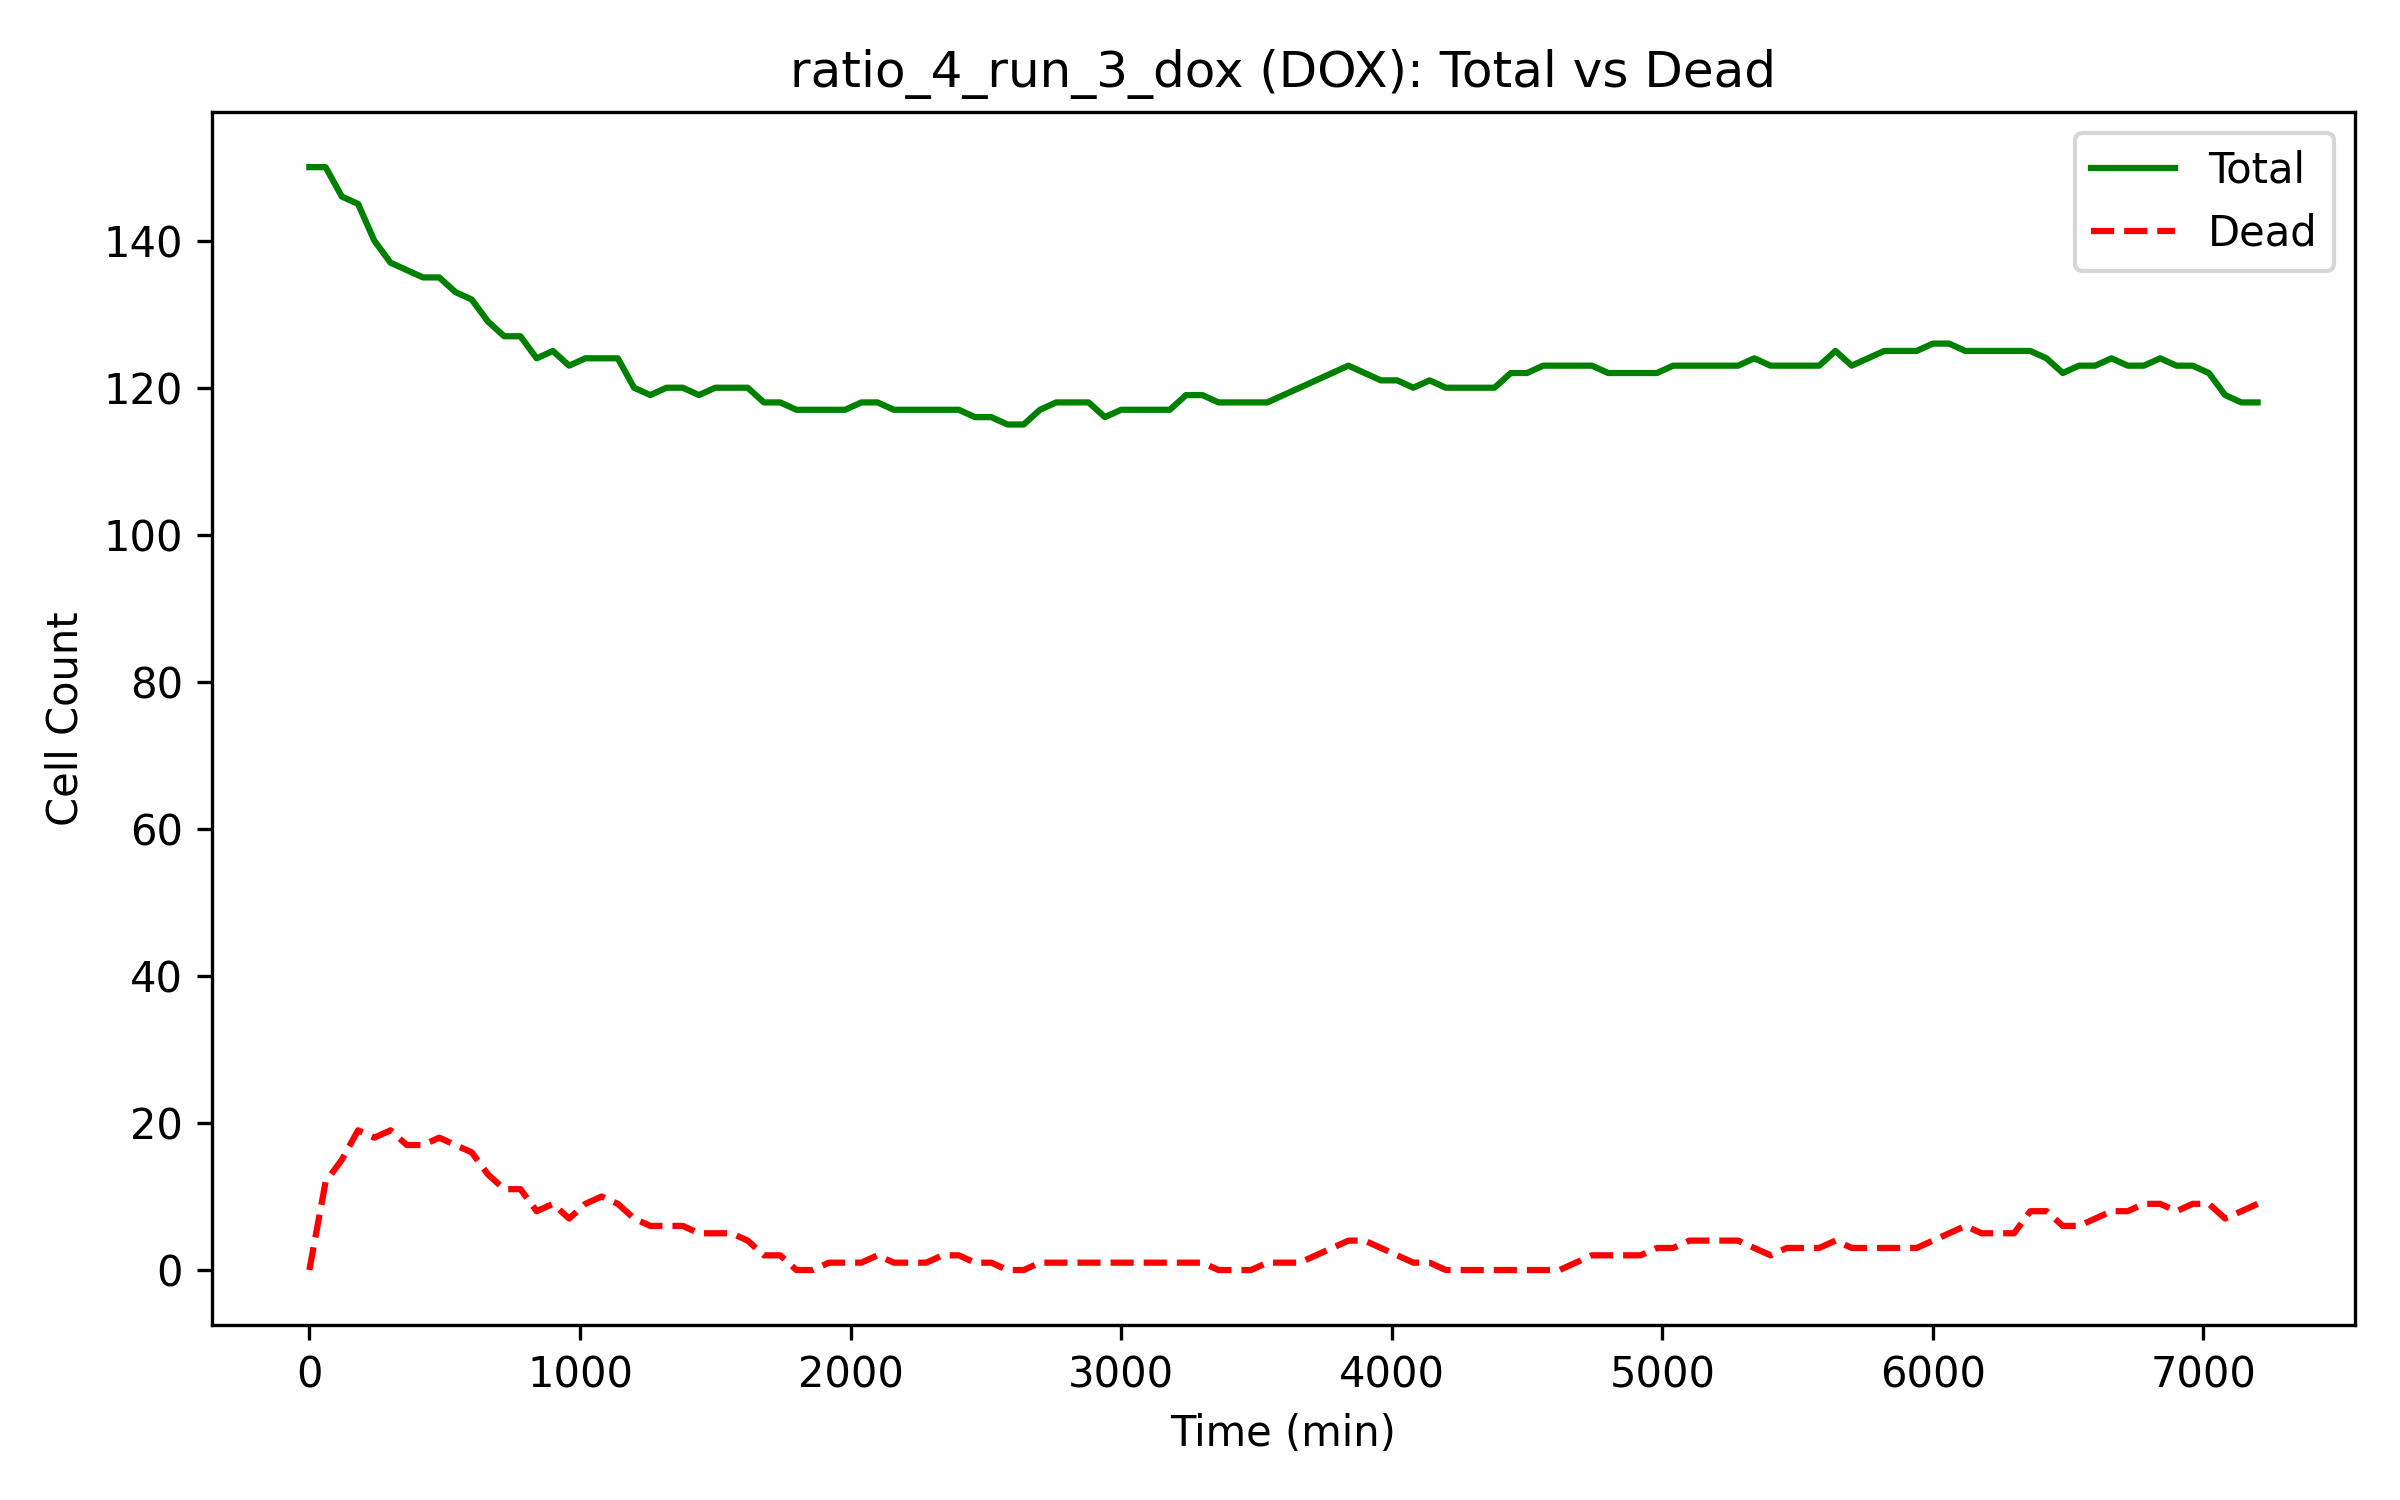 ratio_4_run_3_dox (DOX): Total vs Dead
Total
Dead
140
120
100
80
60
40
20
0
Cell Count
0 1000 2000 3000 4000 5000 6000 7000
Time (min)